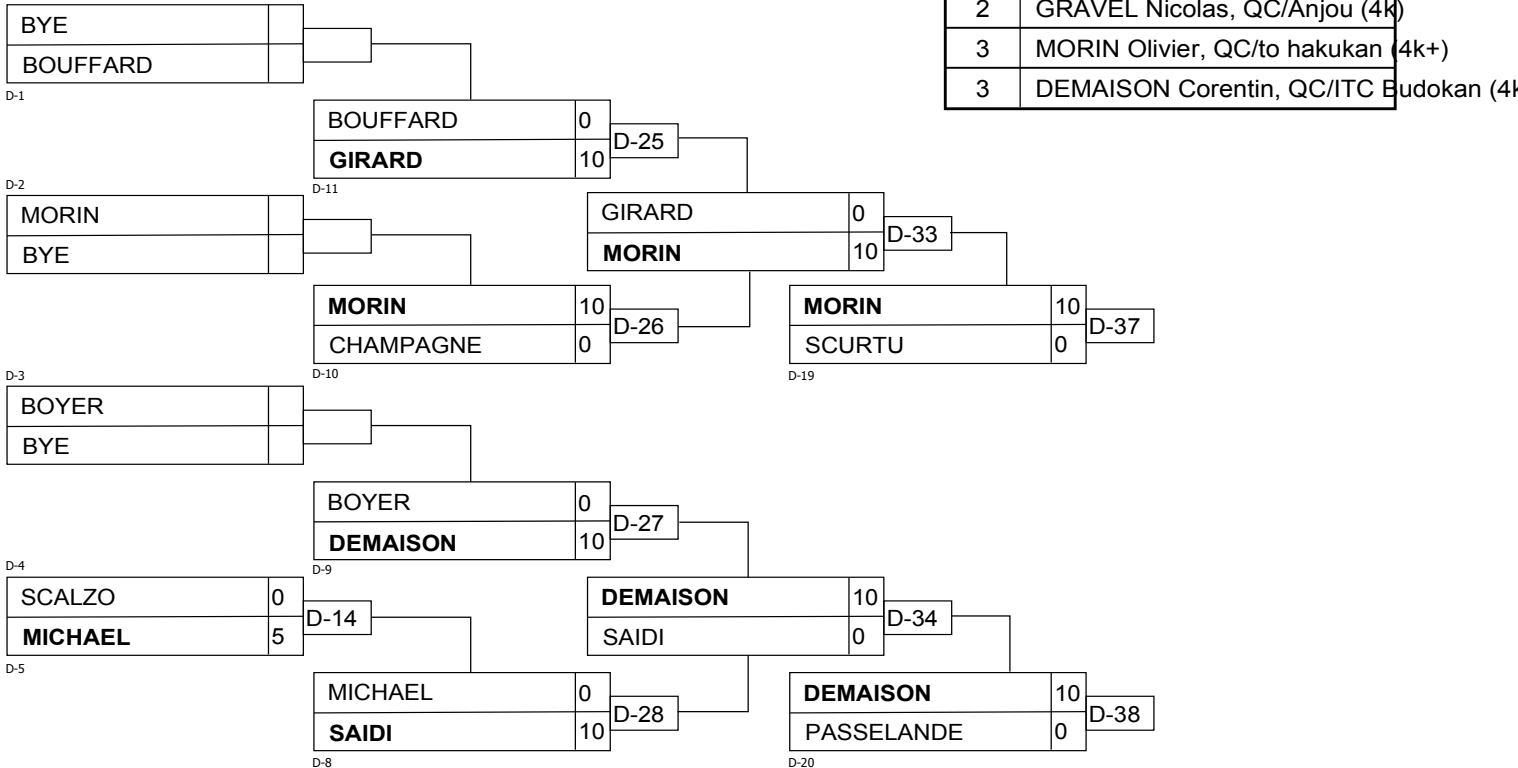 2 GRAVEL Nicolas, QC/Anjou (4k)
3 MORIN Olivier, QC/to hakukan (4k+)
3 DEMAISON Corentin, QC/ITC Budokan (4k
BYE
BOUFFARD
D-1
BOUFFARD 0
GIRARD 10
D-25
D-11
D-2
MORIN
BYE
GIRARD 0
MORIN 10
D-33
MORIN 10
CHAMPAGNE 0
D-26
D-10
MORIN 10
SCURTU 0
D-37
D-19
D-3
BOYER
BYE
BOYER 0
DEMAISON 10
D-27
D-9
D-4
SCALZO 0
MICHAEL 5
D-14
D-5
DEMAISON 10
SAIDI 0
D-34
MICHAEL 0
SAIDI 10
D-28
D-8
DEMAISON 10
PASSELANDE 0
D-38
D-20